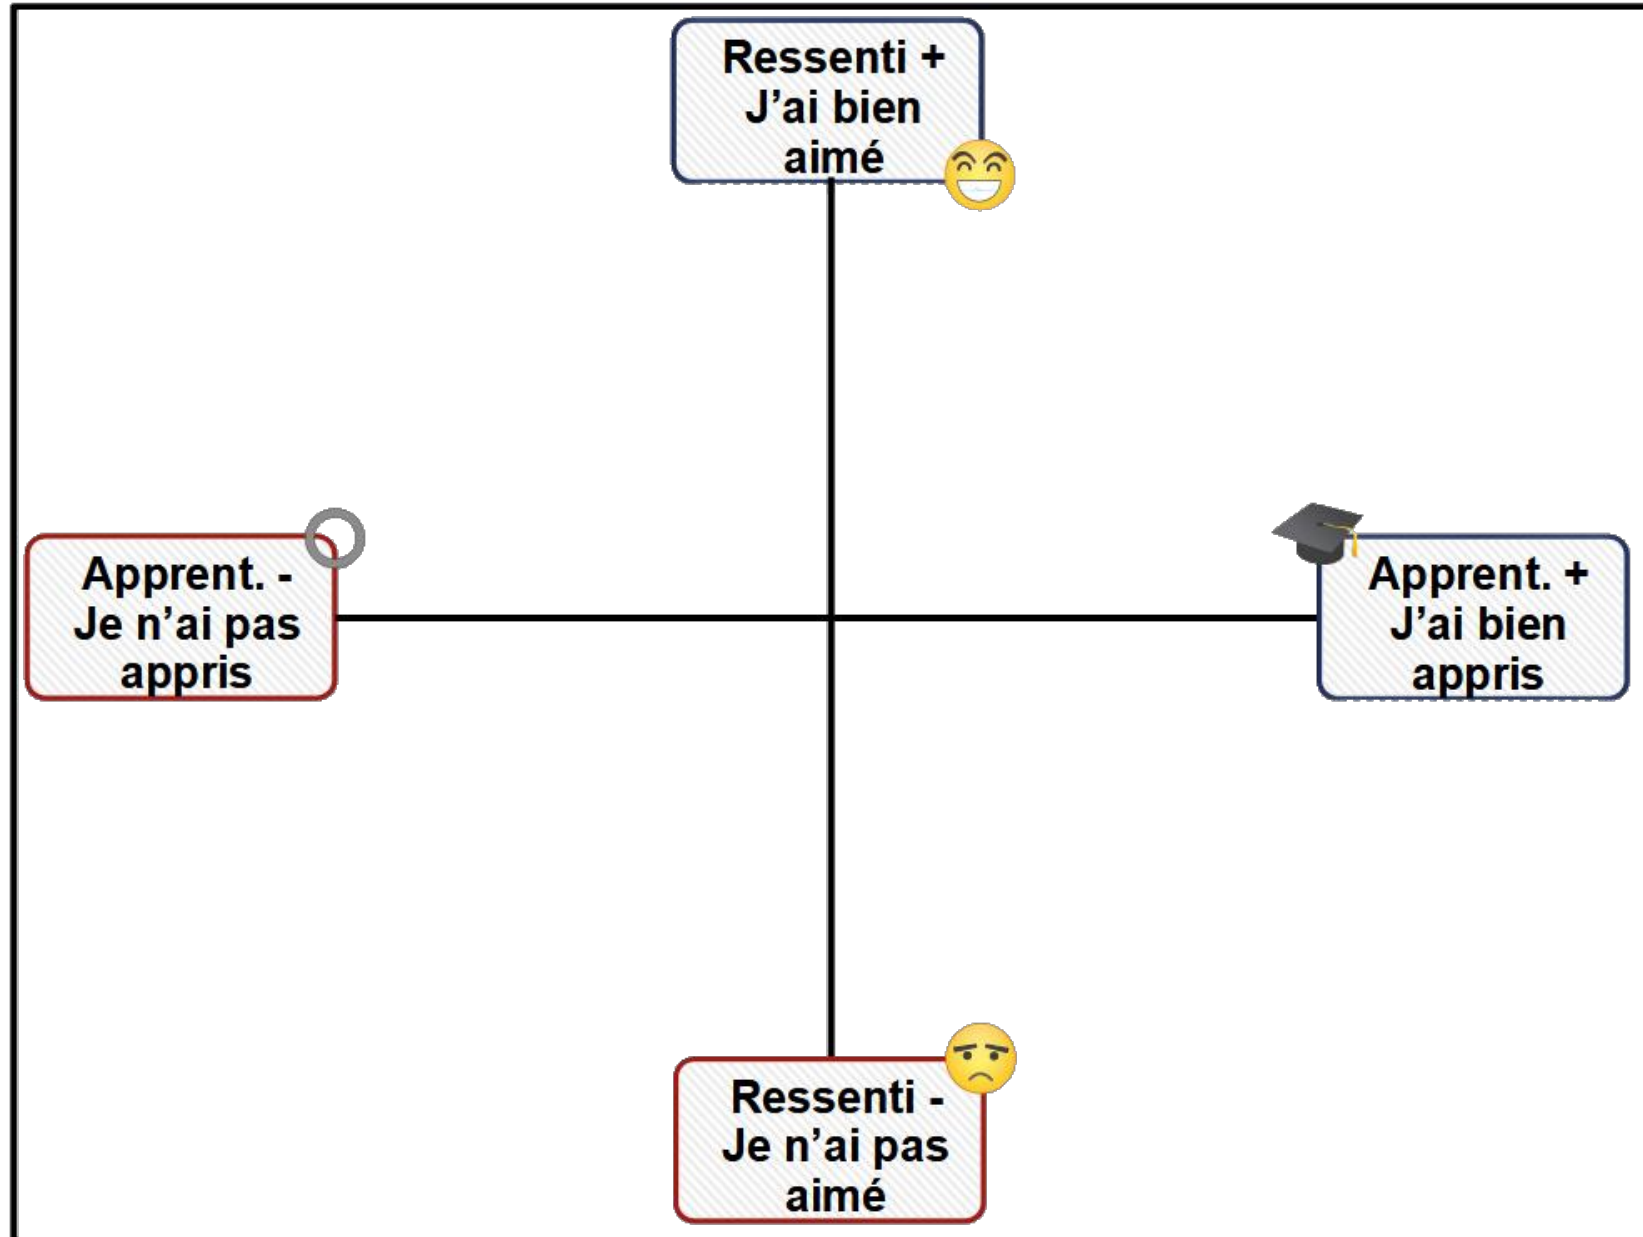 Ressenti +
J’ai bien
aimé
Apprent. -
Je n’ai pas
appris
Apprent. +
J’ai bien
appris
Ressenti -
Je n’ai pas
aimé